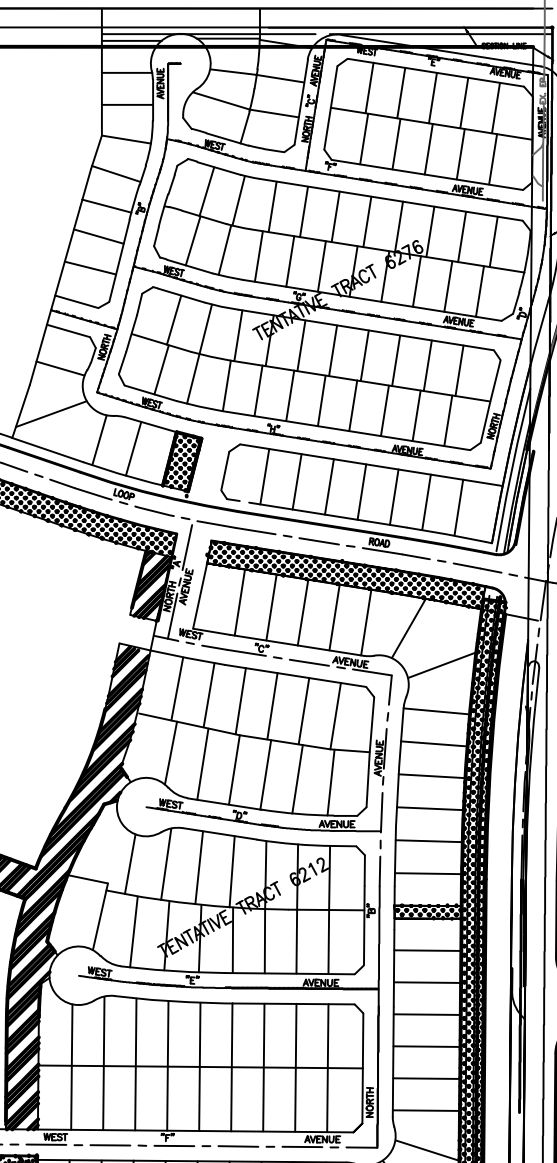 SECTION LINE
WEST "E" AVENUE
NORTH "C" AVENUE
AVENUE
AVENUE
WEST "F" AVENUE
"B"
WEST "G" AVENUE
TENTATIVE TRACT 6276
"D"
NORTH
WEST "H" AVENUE
NORTH
LOOP ROAD
NORTH "A" AVENUE
WEST "C" AVENUE
AVENUE
WEST "D" AVENUE
TENTATIVE TRACT 6212
"B"
WEST "E" AVENUE
NORTH
WEST "F" AVENUE